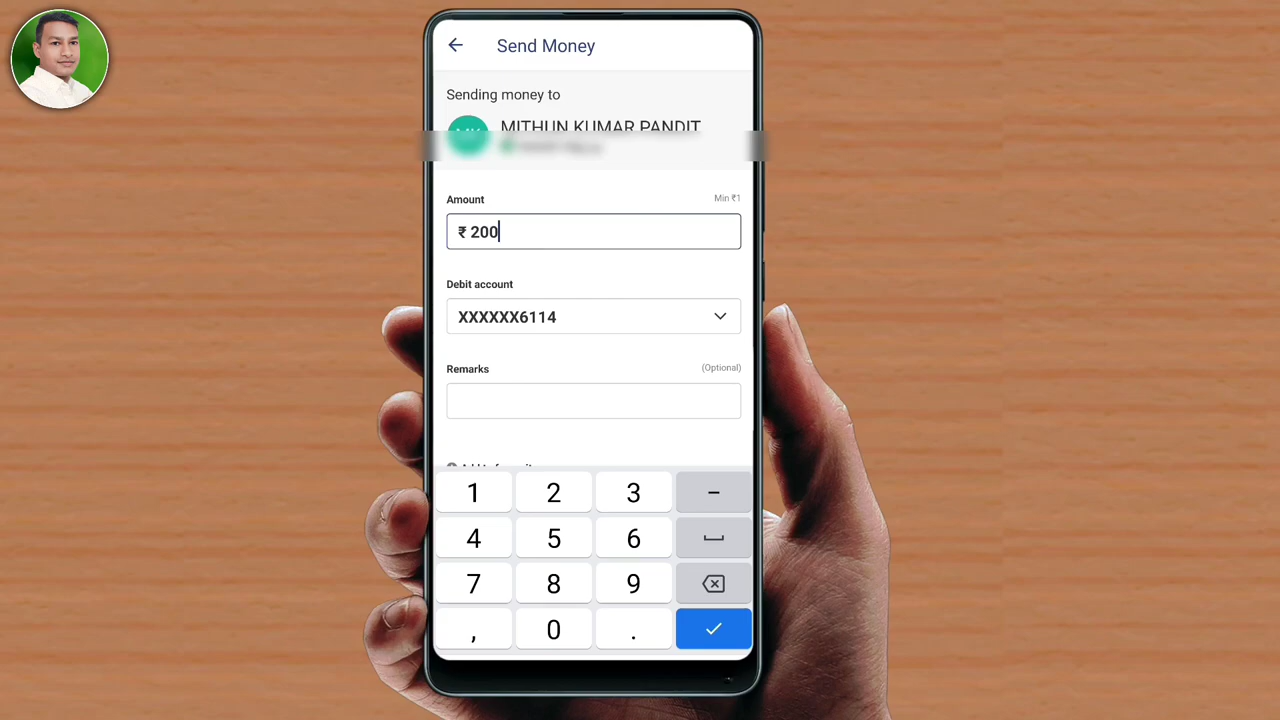 Send Money
Sending money to
MITHUN KUMAR PANDIT
Amount
Min ₹1
₹ 200
Debit account
XXXXXX6114
Remarks
(Optional)
1 2 3 –
4 5 6
7 8 9
, 0 .